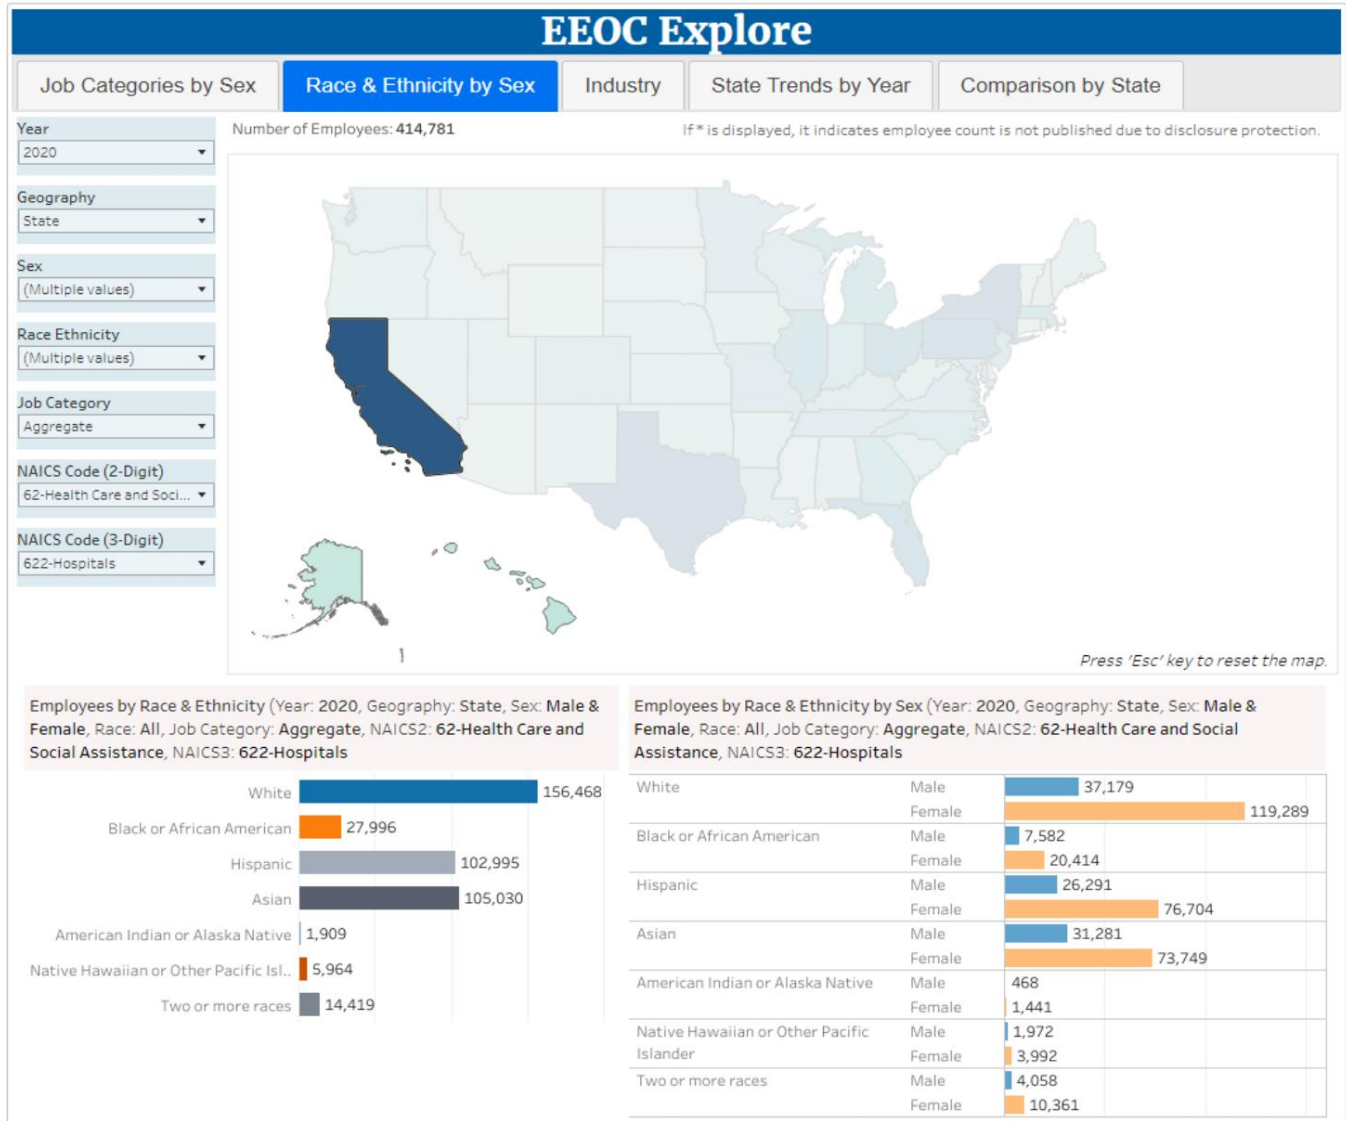 EEOC Explore
Job Categories by Sex
Race & Ethnicity by Sex
Industry
State Trends by Year
Comparison by State
Year
2020
Geography
State
Sex
(Multiple values)
Race Ethnicity
(Multiple values)
Job Category
Aggregate
NAICS Code (2-Digit)
62-Health Care and Soci...
NAICS Code (3-Digit)
622-Hospitals
Number of Employees: 414,781
If * is displayed, it indicates employee count is not published due to disclosure protection.
Press 'Esc' key to reset the map.
Employees by Race & Ethnicity (Year: 2020, Geography: State, Sex: Male &
Female, Race: All, Job Category: Aggregate, NAICS2: 62-Health Care and
Social Assistance, NAICS3: 622-Hospitals
White 156,468
Black or African American 27,996
Hispanic 102,995
Asian 105,030
American Indian or Alaska Native 1,909
Native Hawaiian or Other Pacific Isl.. 5,964
Two or more races 14,419
Employees by Race & Ethnicity by Sex (Year: 2020, Geography: State, Sex: Male &
Female, Race: All, Job Category: Aggregate, NAICS2: 62-Health Care and Social
Assistance, NAICS3: 622-Hospitals
White Male 37,179
Female 119,289
Black or African American Male 7,582
Female 20,414
Hispanic Male 26,291
Female 76,704
Asian Male 31,281
Female 73,749
American Indian or Alaska Native Male 468
Female 1,441
Native Hawaiian or Other Pacific Male 1,972
Islander Female 3,992
Two or more races Male 4,058
Female 10,361